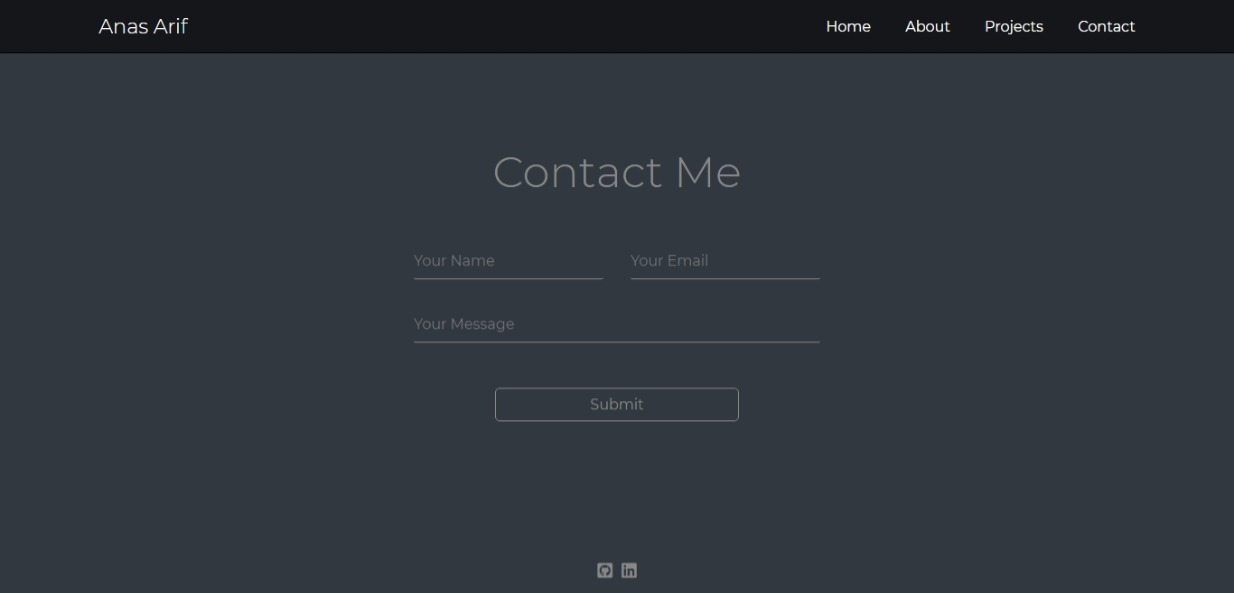 Anas Arif
Home About Projects Contact
Contact Me
Your Name Your Email
Your Message
Submit